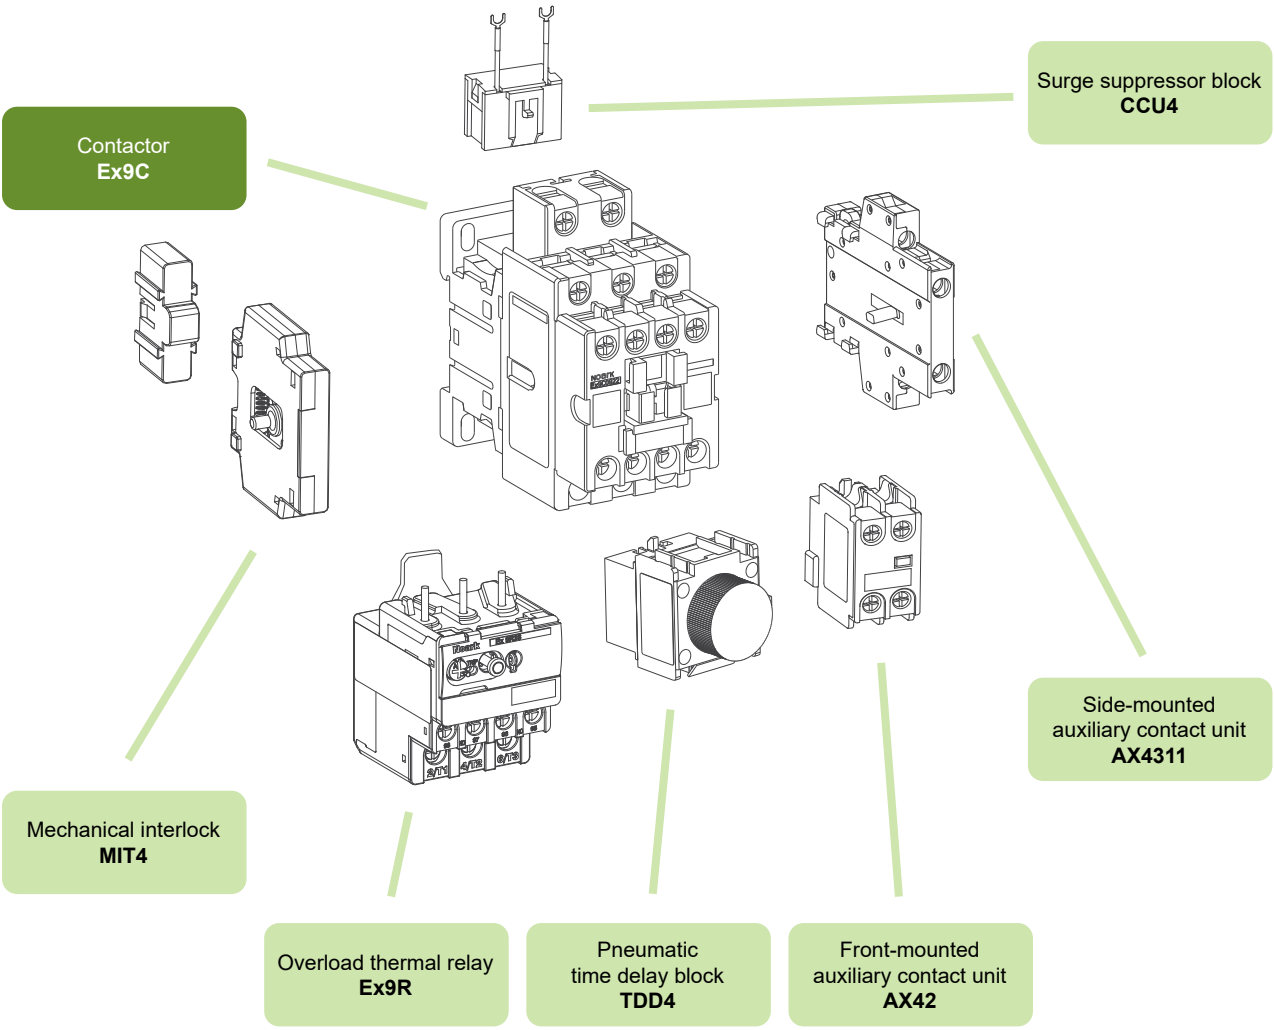 Surge suppressor block
CCU4
Contactor
Ex9C
NOARK
Noark
2/T1 4/T2 6/T3
Side-mounted
auxiliary contact unit
AX4311
Mechanical interlock
MIT4
Overload thermal relay
Ex9R
Pneumatic
time delay block
TDD4
Front-mounted
auxiliary contact unit
AX42